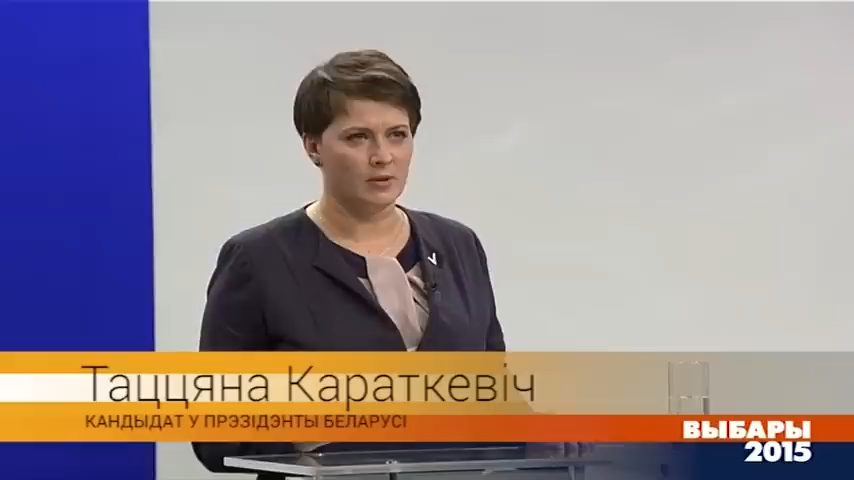 Таццяна Караткевіч
КАНДЫДАТ У ПРЭЗІДЭНТЫ БЕЛАРУСІ
ВЫБАРЫ
2015